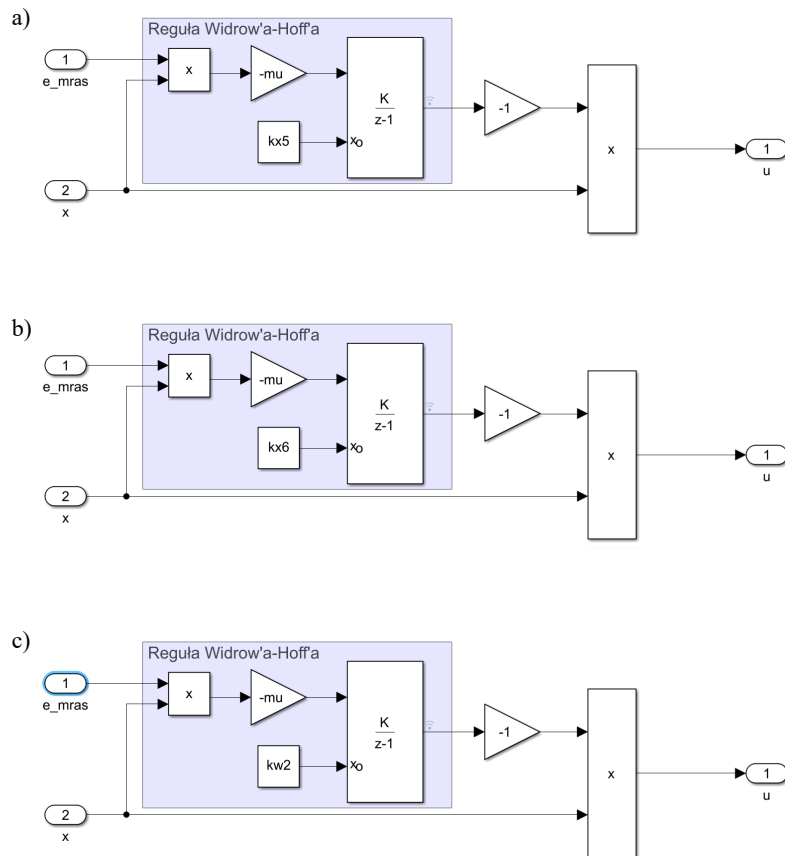 a)
Reguła Widrow'a-Hoff'a
1
e_mras
x
-mu
K
z-1
-1
kx5
xo
x
1
u
2
x
b)
Reguła Widrow'a-Hoff'a
1
e_mras
x
-mu
K
z-1
-1
kx6
xo
x
1
u
2
x
c)
Reguła Widrow'a-Hoff'a
1
e_mras
x
-mu
K
z-1
-1
kw2
xo
x
1
u
2
x